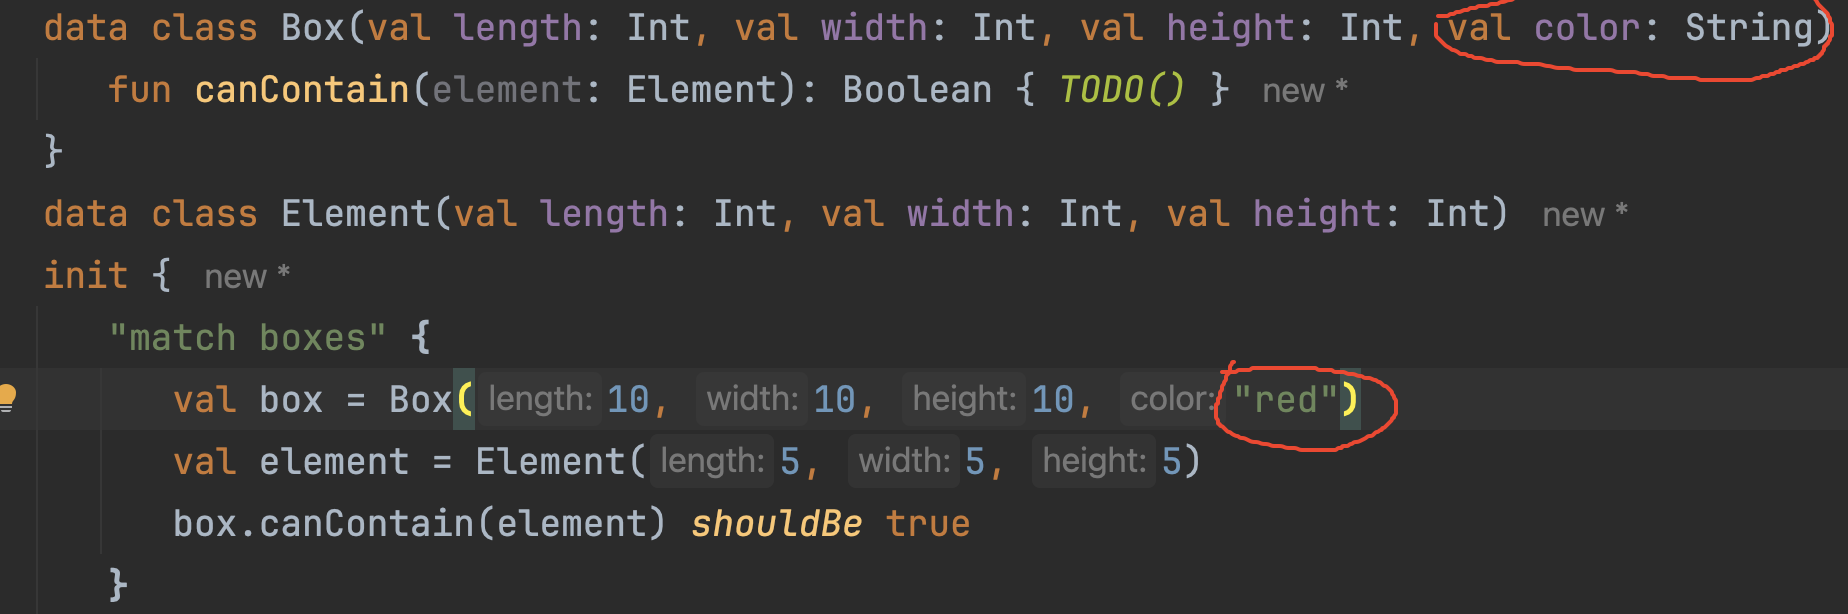 data class Box(val length: Int, val width: Int, val height: Int, val color: String)
fun canContain(element: Element): Boolean { TODO() } new *
}
data class Element(val length: Int, val width: Int, val height: Int) new *
init { new *
"match boxes" {
val box = Box( length: 10, width: 10, height: 10, color: "red")
val element = Element( length: 5, width: 5, height: 5)
box.canContain(element) shouldBe true
}